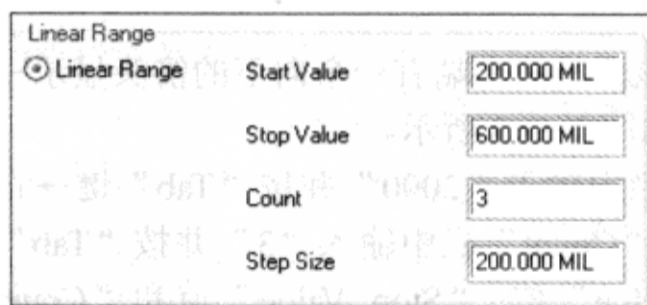 Linear Range
Linear Range
Start Value 200.000 MIL
Stop Value 600.000 MIL
Count 3
Step Size 200.000 MIL